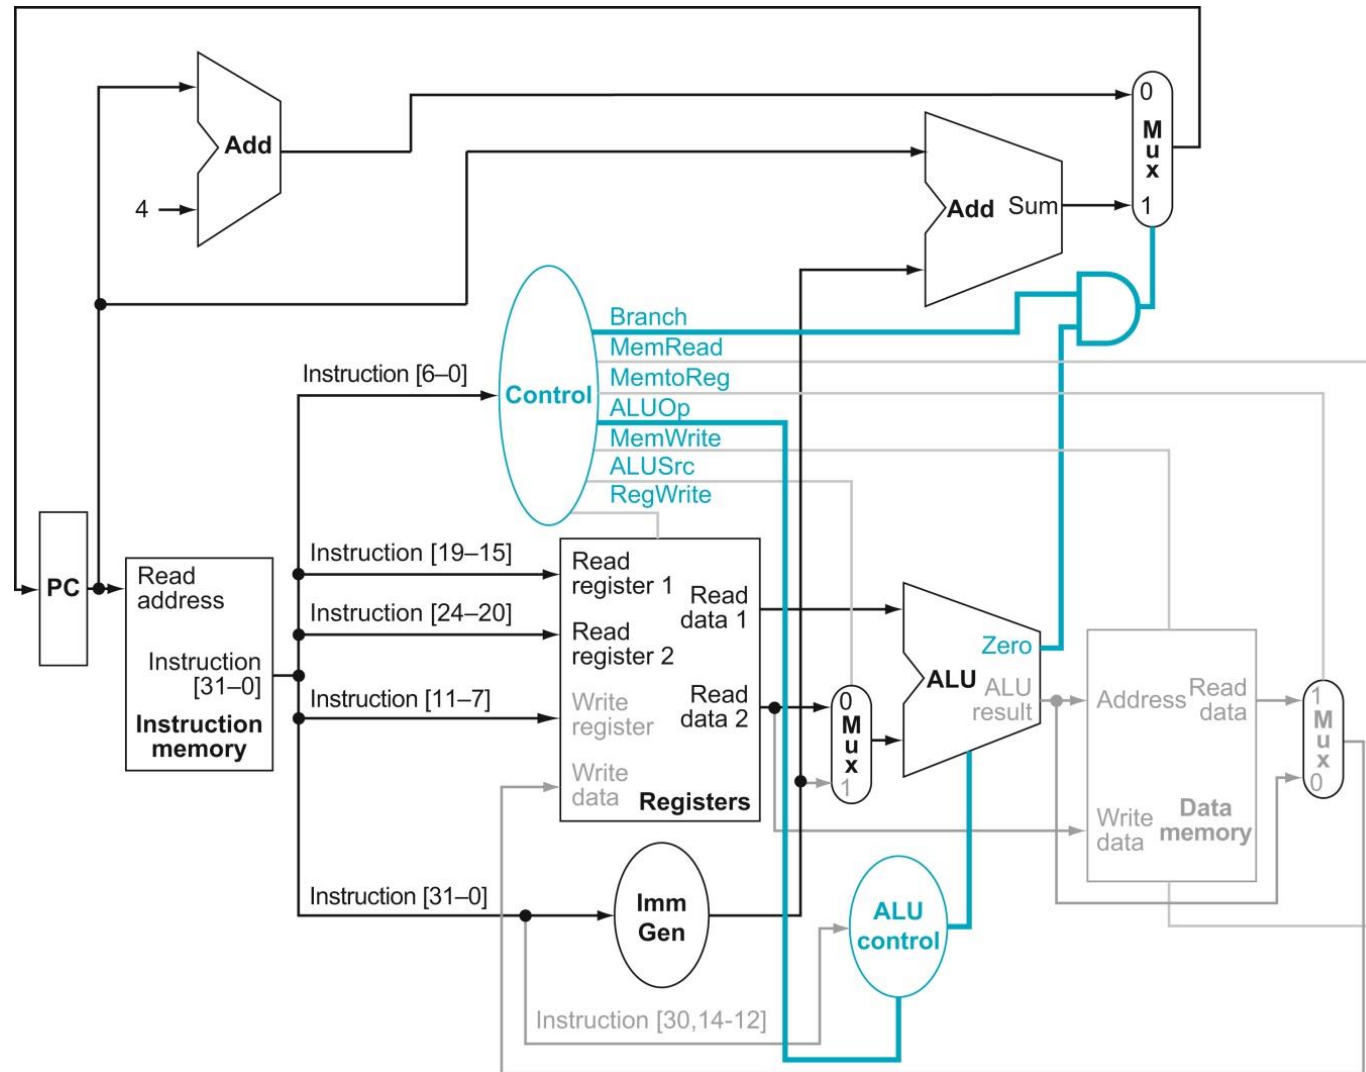 0
M
u
x
1
Add
4
Add Sum
Branch
MemRead
MemtoReg
ALUOp
MemWrite
ALUSrc
RegWrite
Instruction [6–0]
Control
PC
Read
address
Instruction
[31–0]
Instruction
memory
Instruction [19–15]
Instruction [24–20]
Instruction [11–7]
Instruction [31–0]
Read
register 1
Read
register 2
Write
register
Write
data
Read
data 1
Read
data 2
Registers
0
M
u
x
1
Zero
ALU
ALU
result
Address
Read
data
Write
data
Data
memory
1
M
u
x
0
Imm
Gen
ALU
control
Instruction [30,14-12]